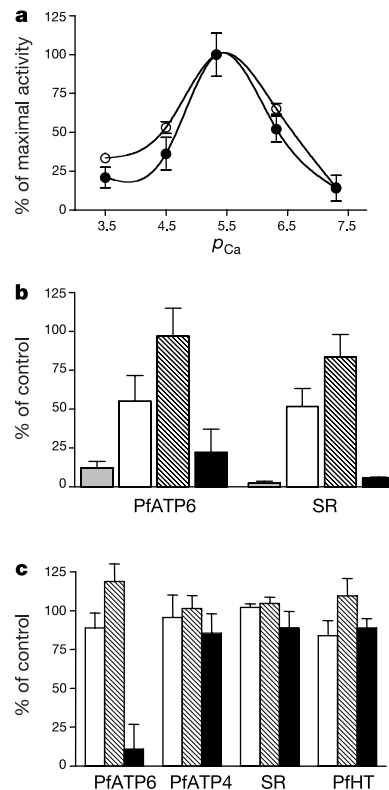 a
% of maximal activity
125
100
75
50
25
0
3.5 4.5 5.5 6.5 7.5
pCa
b
% of control
125
100
75
50
25
0
PfATP6 SR
c
% of control
125
100
75
50
25
0
PfATP6 PfATP4 SR PfHT